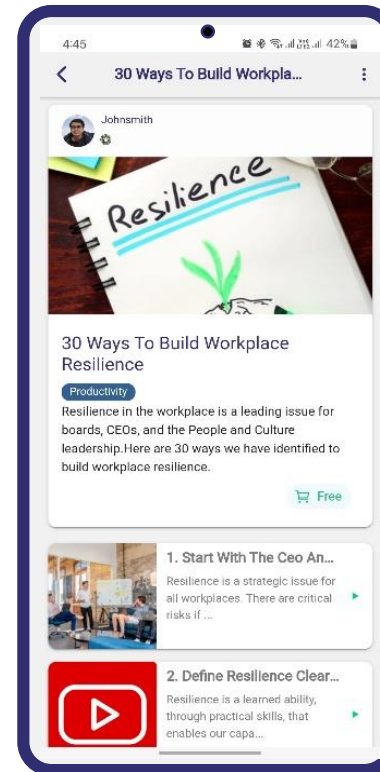 4:45
42%
30 Ways To Build Workpla...
Johnsmith
Resilience
30 Ways To Build Workplace
Resilience
Productivity
Resilience in the workplace is a leading issue for
boards, CEOs, and the People and Culture
leadership.Here are 30 ways we have identified to
build workplace resilience.
Free
1. Start With The Ceo An...
Resilience is a strategic issue for
all workplaces. There are critical
risks if ...
2. Define Resilience Clear...
Resilience is a learned ability,
through practical skills, that
enables our capa...